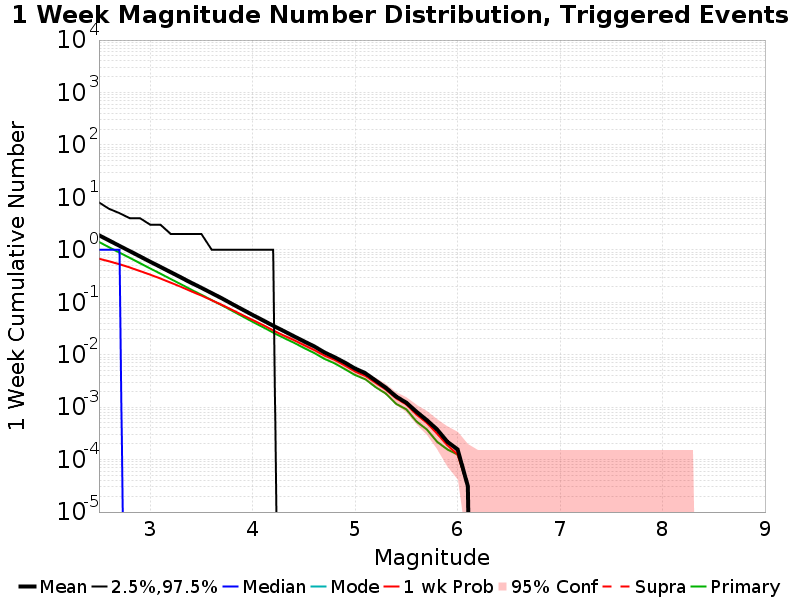 1 Week Magnitude Number Distribution, Triggered Events
10^4
10^3
10^2
10^1
10^0
10^-1
10^-2
10^-3
10^-4
10^-5
1 Week Cumulative Number
3 4 5 6 7 8 9
Magnitude
Mean 2.5%,97.5% Median Mode 1 wk Prob 95% Conf Supra Primary